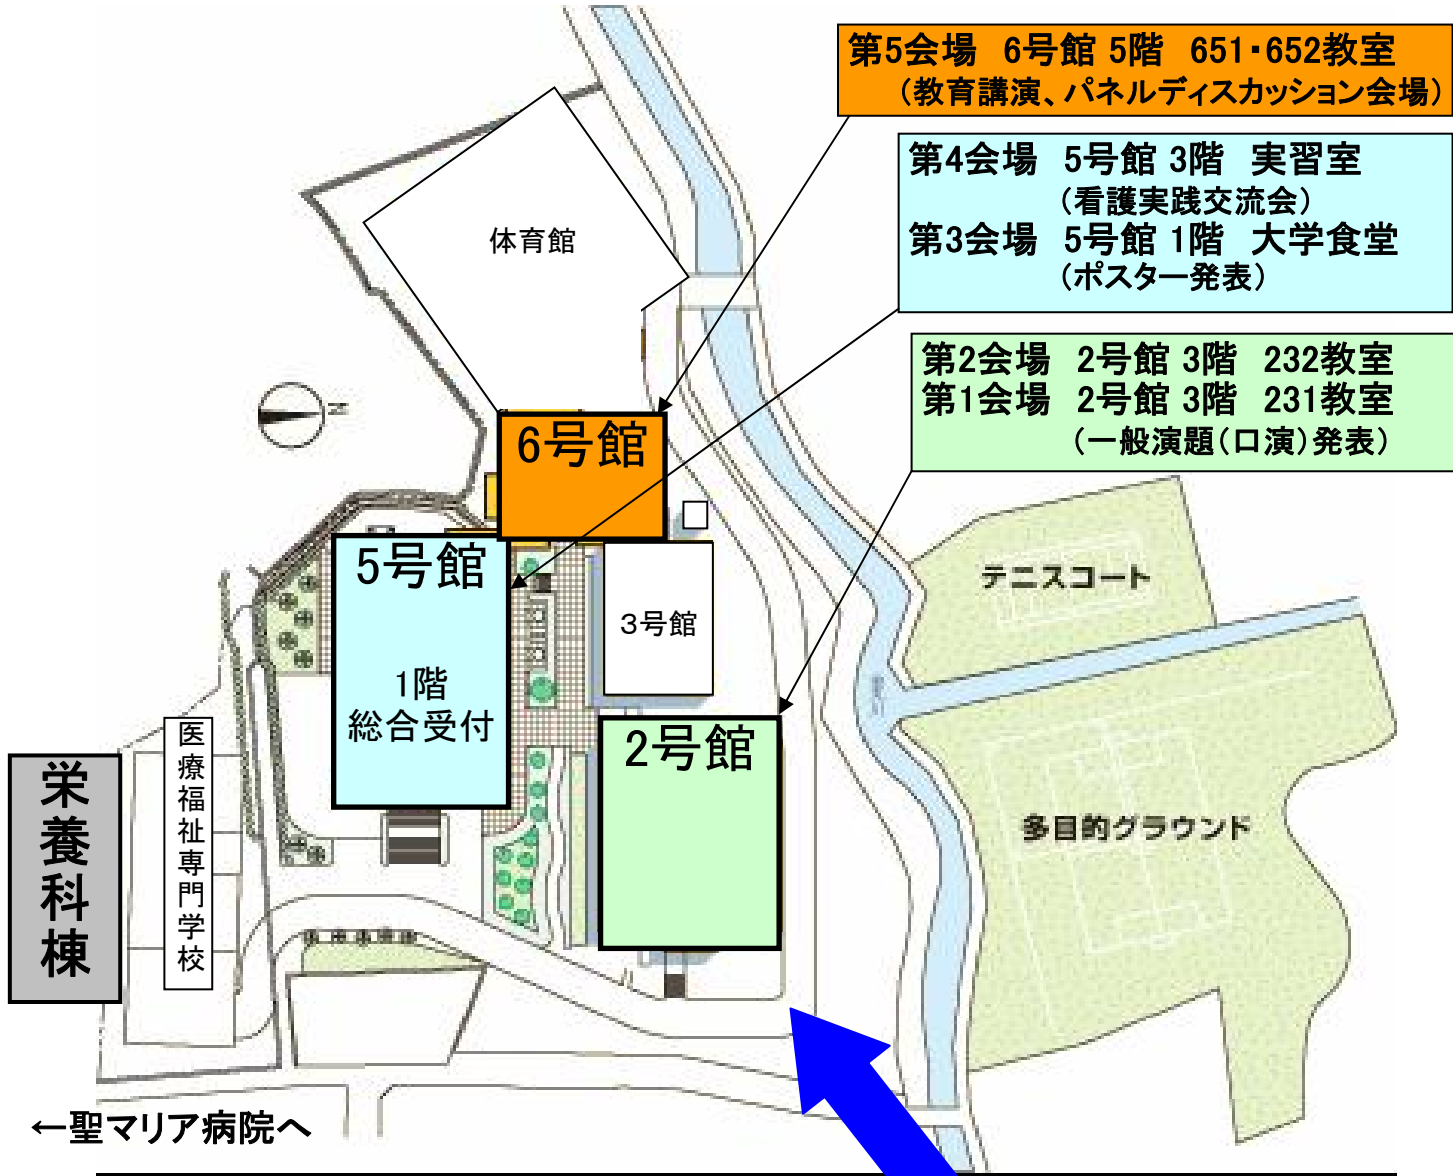 第5会場 6号館 5階 651・652教室
(教育講演、パネルディスカッション会場)
第4会場 5号館 3階 実習室
(看護実践交流会)
第3会場 5号館 1階 大学食堂
(ポスター発表)
第2会場 2号館 3階 232教室
第1会場 2号館 3階 231教室
(一般演題(口演)発表)
体育館
N
6号館
5号館
1階
総合受付
3号館
2号館
テニスコート
多目的グラウンド
医療福祉専門学校
栄養科棟
←聖マリア病院へ